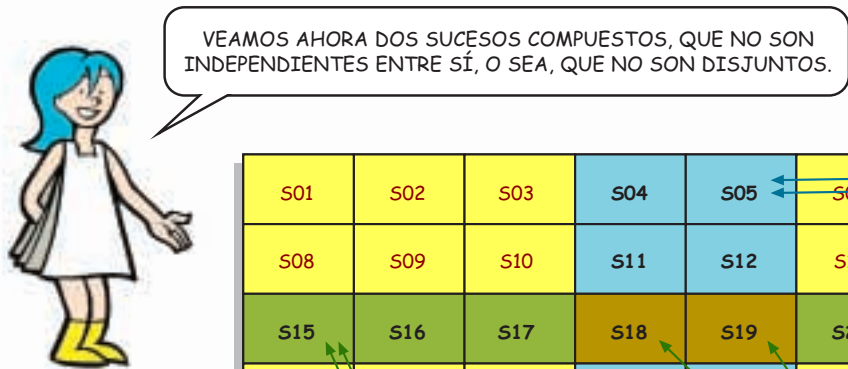 VEAMOS AHORA DOS SUCESOS COMPUESTOS, QUE NO SON
INDEPENDIENTES ENTRE SÍ, O SEA, QUE NO SON DISJUNTOS.
S01 S02 S03 S04 S05
S08 S09 S10 S11 S12
S15 S16 S17 S18 S19